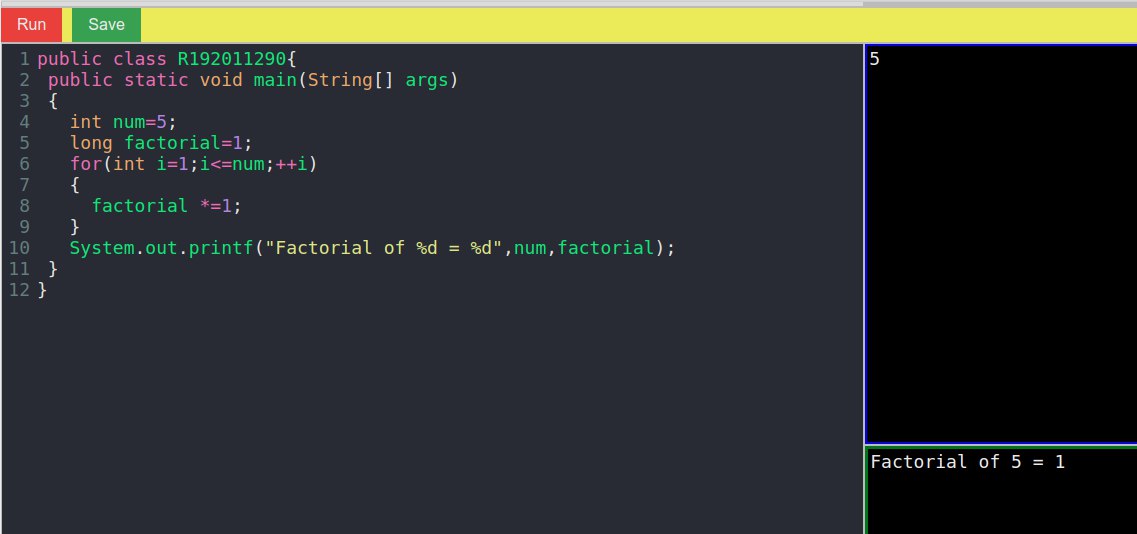 Run Save
1 public class R192011290{
2  public static void main(String[] args)
3  {
4    int num=5;
5    long factorial=1;
6    for(int i=1;i<=num;++i)
7    {
8      factorial *=1;
9    }
10    System.out.printf("Factorial of %d = %d",num,factorial);
11  }
12 }
5
Factorial of 5 = 1